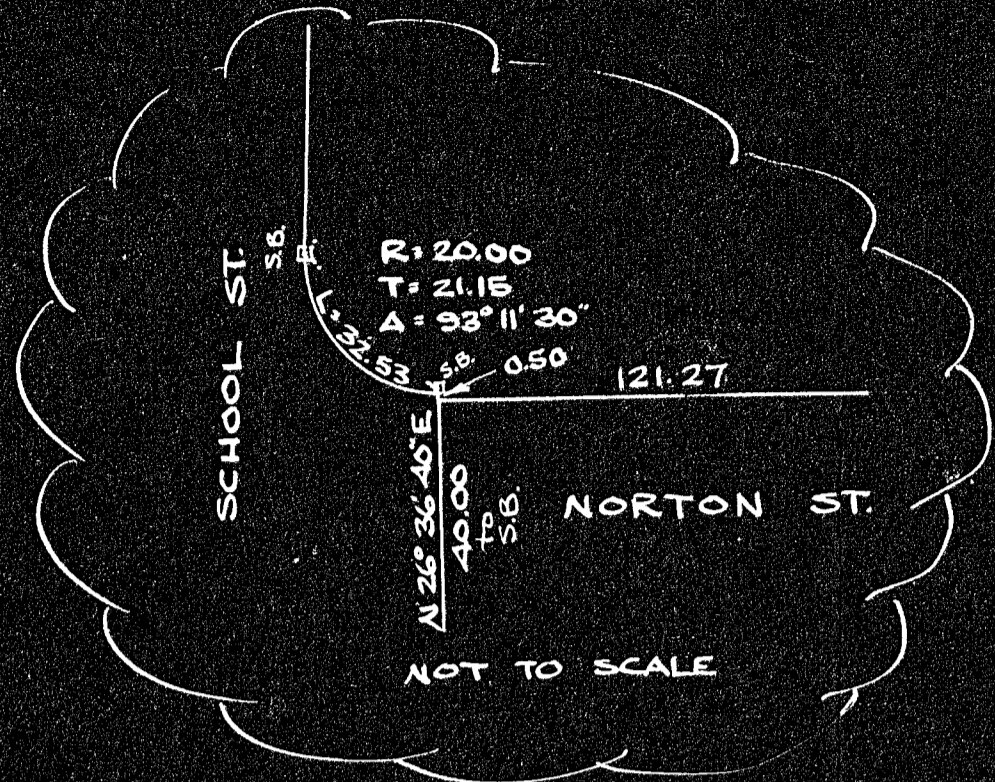 SCHOOL ST.
S.B.
R= 20.00
T= 21.15
Δ = 93° 11' 30"
L= 32.53
S.B.
0.50
121.27
N 26° 36' 40" E
40.00
TO
S.B.
NORTON ST.
NOT TO SCALE